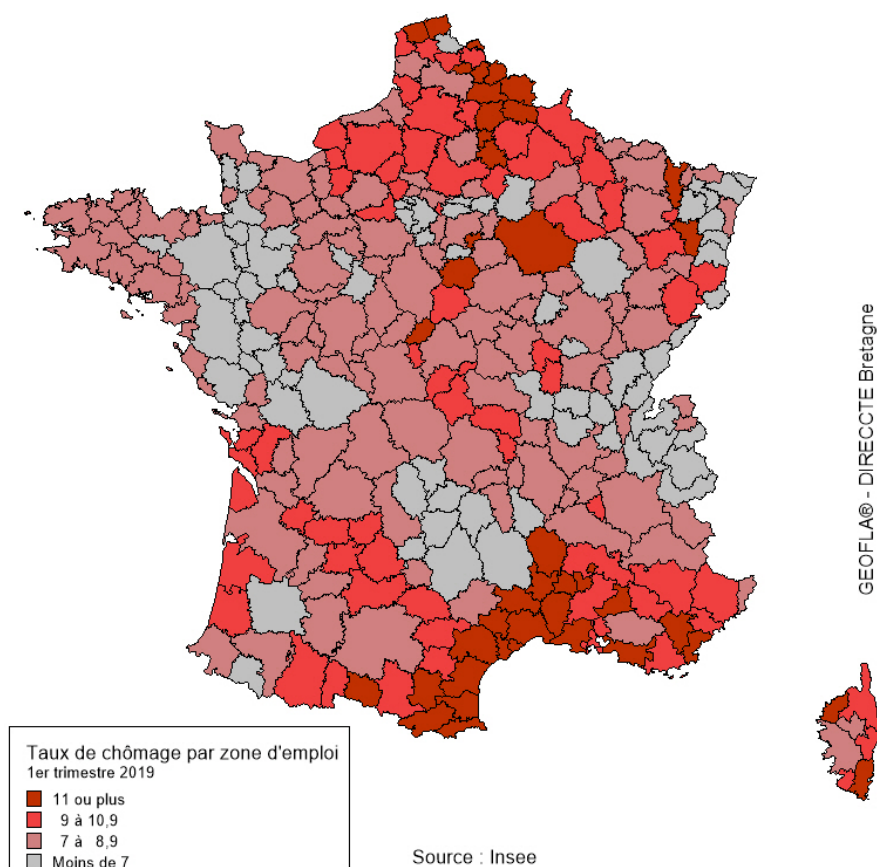 Taux de chômage par zone d'emploi
1er trimestre 2019
11 ou plus
9 à 10,9
7 à 8,9
Moins de 7
Source : Insee
GEOFLA® - DIRECCTE Bretagne